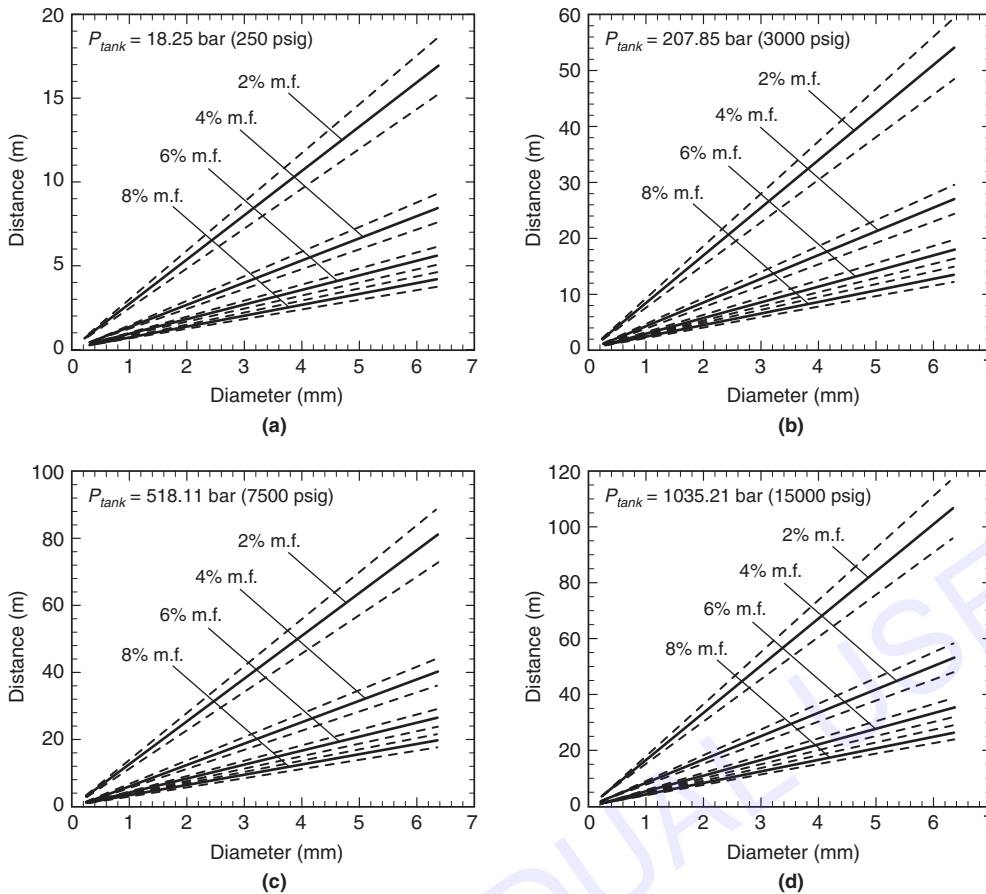 P_tank = 18.25 bar (250 psig)
2% m.f.
4% m.f.
6% m.f.
8% m.f.
Distance (m)
20
15
10
5
0
0 1 2 3 4 5 6 7
Diameter (mm)
(a)
P_tank = 207.85 bar (3000 psig)
2% m.f.
4% m.f.
6% m.f.
8% m.f.
Distance (m)
60
50
40
30
20
10
0
0 1 2 3 4 5 6 7
Diameter (mm)
(b)
P_tank = 518.11 bar (7500 psig)
2% m.f.
4% m.f.
6% m.f.
8% m.f.
Distance (m)
100
80
60
40
20
0
0 1 2 3 4 5 6 7
Diameter (mm)
(c)
P_tank = 1035.21 bar (15000 psig)
2% m.f.
4% m.f.
6% m.f.
8% m.f.
Distance (m)
120
100
80
60
40
20
0
0 1 2 3 4 5 6 7
Diameter (mm)
(d)